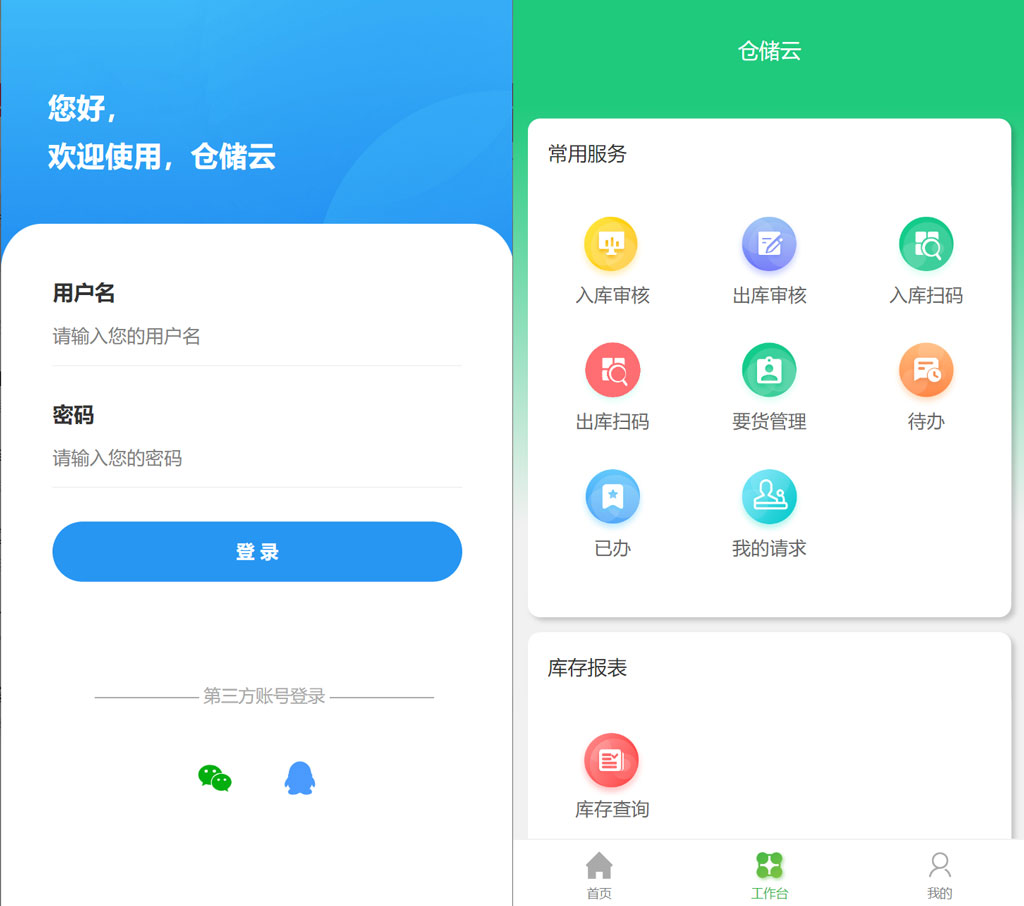 您好，
欢迎使用，仓储云
用户名
请输入您的用户名
密码
请输入您的密码
登 录
第三方账号登录
仓储云
常用服务
入库审核
出库审核
入库扫码
出库扫码
要货管理
待办
已办
我的请求
库存报表
库存查询
首页
工作台
我的